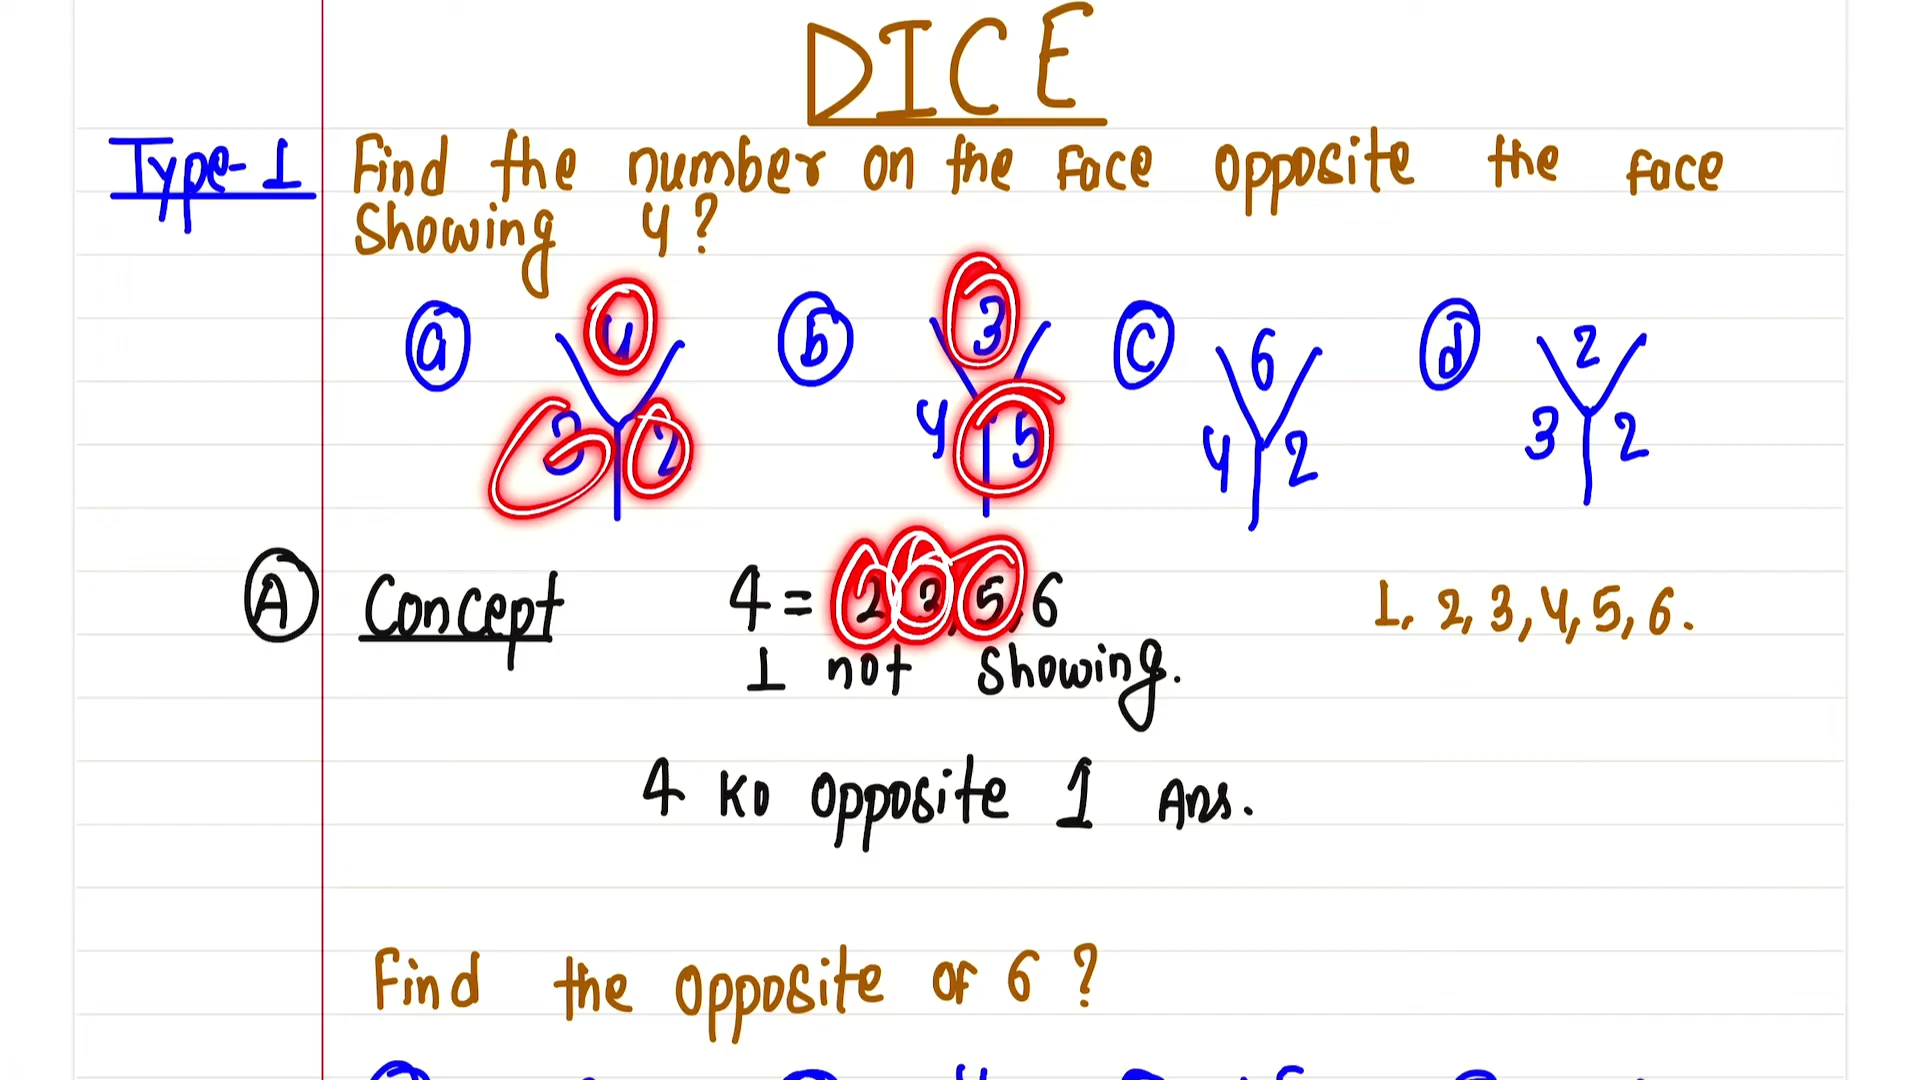 DICE
Type-1 Find the number on the face opposite the face
Showing 4?
a 4 b 3 c 6 d 2
3 2 4 5 4 2 3 2
A Concept 4 = 2, 3, 5, 6 1, 2, 3, 4, 5, 6.
1 not Showing.
4 Ko opposite 1 Ans.
Find the opposite of 6?